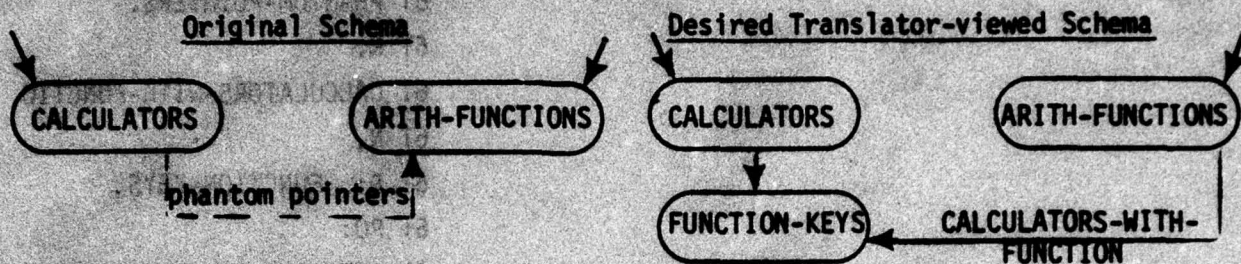 Original Schema
CALCULATORS
ARITH-FUNCTIONS
phantom pointers
Desired Translator-viewed Schema
CALCULATORS
ARITH-FUNCTIONS
FUNCTION-KEYS
CALCULATORS-WITH-
FUNCTION